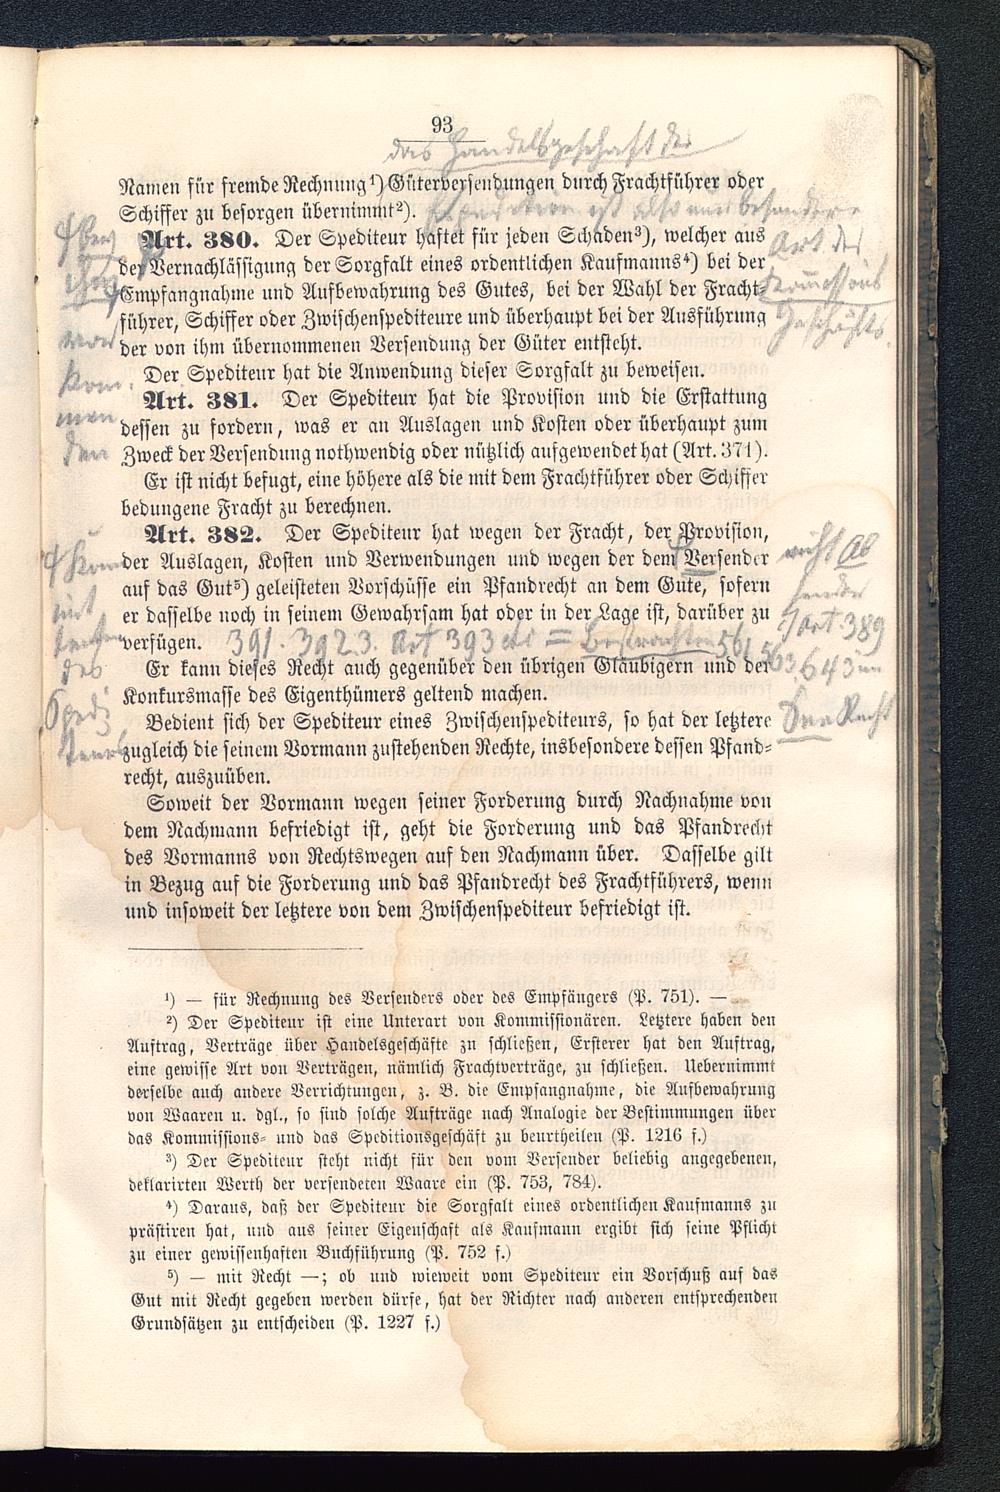 93
das Handelsgeschäft der
Namen für fremde Rechnung¹) Güterversendungen durch Frachtführer oder
Schiffer zu besorgen übernimmt²).
Spedition ist also eine besondere
Art des
Kommissions
Geschäfts.
Art. 380. Der Spediteur haftet für jeden Schaden³), welcher aus
der Vernachlässigung der Sorgfalt eines ordentlichen Kaufmanns⁴) bei der
Empfangnahme und Aufbewahrung des Gutes, bei der Wahl der Fracht-
führer, Schiffer oder Zwischenspediteure und überhaupt bei der Ausführung
der von ihm übernommenen Versendung der Güter entsteht.
Der Spediteur hat die Anwendung dieser Sorgfalt zu beweisen.
Art. 381. Der Spediteur hat die Provision und die Erstattung
dessen zu fordern, was er an Auslagen und Kosten oder überhaupt zum
Zweck der Versendung nothwendig oder nützlich aufgewendet hat (Art. 371).
Er ist nicht befugt, eine höhere als die mit dem Frachtführer oder Schiffer
bedungene Fracht zu berechnen.
Art. 382. Der Spediteur hat wegen der Fracht, der Provision,
der Auslagen, Kosten und Verwendungen und wegen der dem Versender
auf das Gut⁵) geleisteten Vorschüsse ein Pfandrecht an dem Gute, sofern
er dasselbe noch in seinem Gewahrsam hat oder in der Lage ist, darüber zu
verfügen.
nicht Ab
sender
Art 389
Er kann dieses Recht auch gegenüber den übrigen Gläubigern und der
Konkursmasse des Eigenthümers geltend machen.
Bedient sich der Spediteur eines Zwischenspediteurs, so hat der letztere
zugleich die seinem Vormann zustehenden Rechte, insbesondere dessen Pfand-
recht, auszuüben.
Soweit der Vormann wegen seiner Forderung durch Nachnahme von
dem Nachmann befriedigt ist, geht die Forderung und das Pfandrecht
des Vormanns von Rechtswegen auf den Nachmann über. Dasselbe gilt
in Bezug auf die Forderung und das Pfandrecht des Frachtführers, wenn
und insoweit der letztere von dem Zwischenspediteur befriedigt ist.
¹) — für Rechnung des Versenders oder des Empfängers (P. 751). —
²) Der Spediteur ist eine Unterart von Kommissionären. Letztere haben den
Auftrag, Verträge über Handelsgeschäfte zu schließen, Ersterer hat den Auftrag,
eine gewisse Art von Verträgen, nämlich Frachtverträge, zu schließen. Uebernimmt
derselbe auch andere Verrichtungen, z. B. die Empfangnahme, die Aufbewahrung
von Waaren u. dgl., so sind solche Aufträge nach Analogie der Bestimmungen über
das Kommissions- und das Speditionsgeschäft zu beurtheilen (P. 1216 f.)
³) Der Spediteur steht nicht für den vom Versender beliebig angegebenen,
deklarirten Werth der versendeten Waare ein (P. 753, 784).
⁴) Daraus, daß der Spediteur die Sorgfalt eines ordentlichen Kaufmanns zu
prästiren hat, und aus seiner Eigenschaft als Kaufmann ergibt sich seine Pflicht
zu einer gewissenhaften Buchführung (P. 752 f.)
⁵) — mit Recht —; ob und wieweit vom Spediteur ein Vorschuß auf das
Gut mit Recht gegeben werden dürfe, hat der Richter nach anderen entsprechenden
Grundsätzen zu entscheiden (P. 1227 f.)